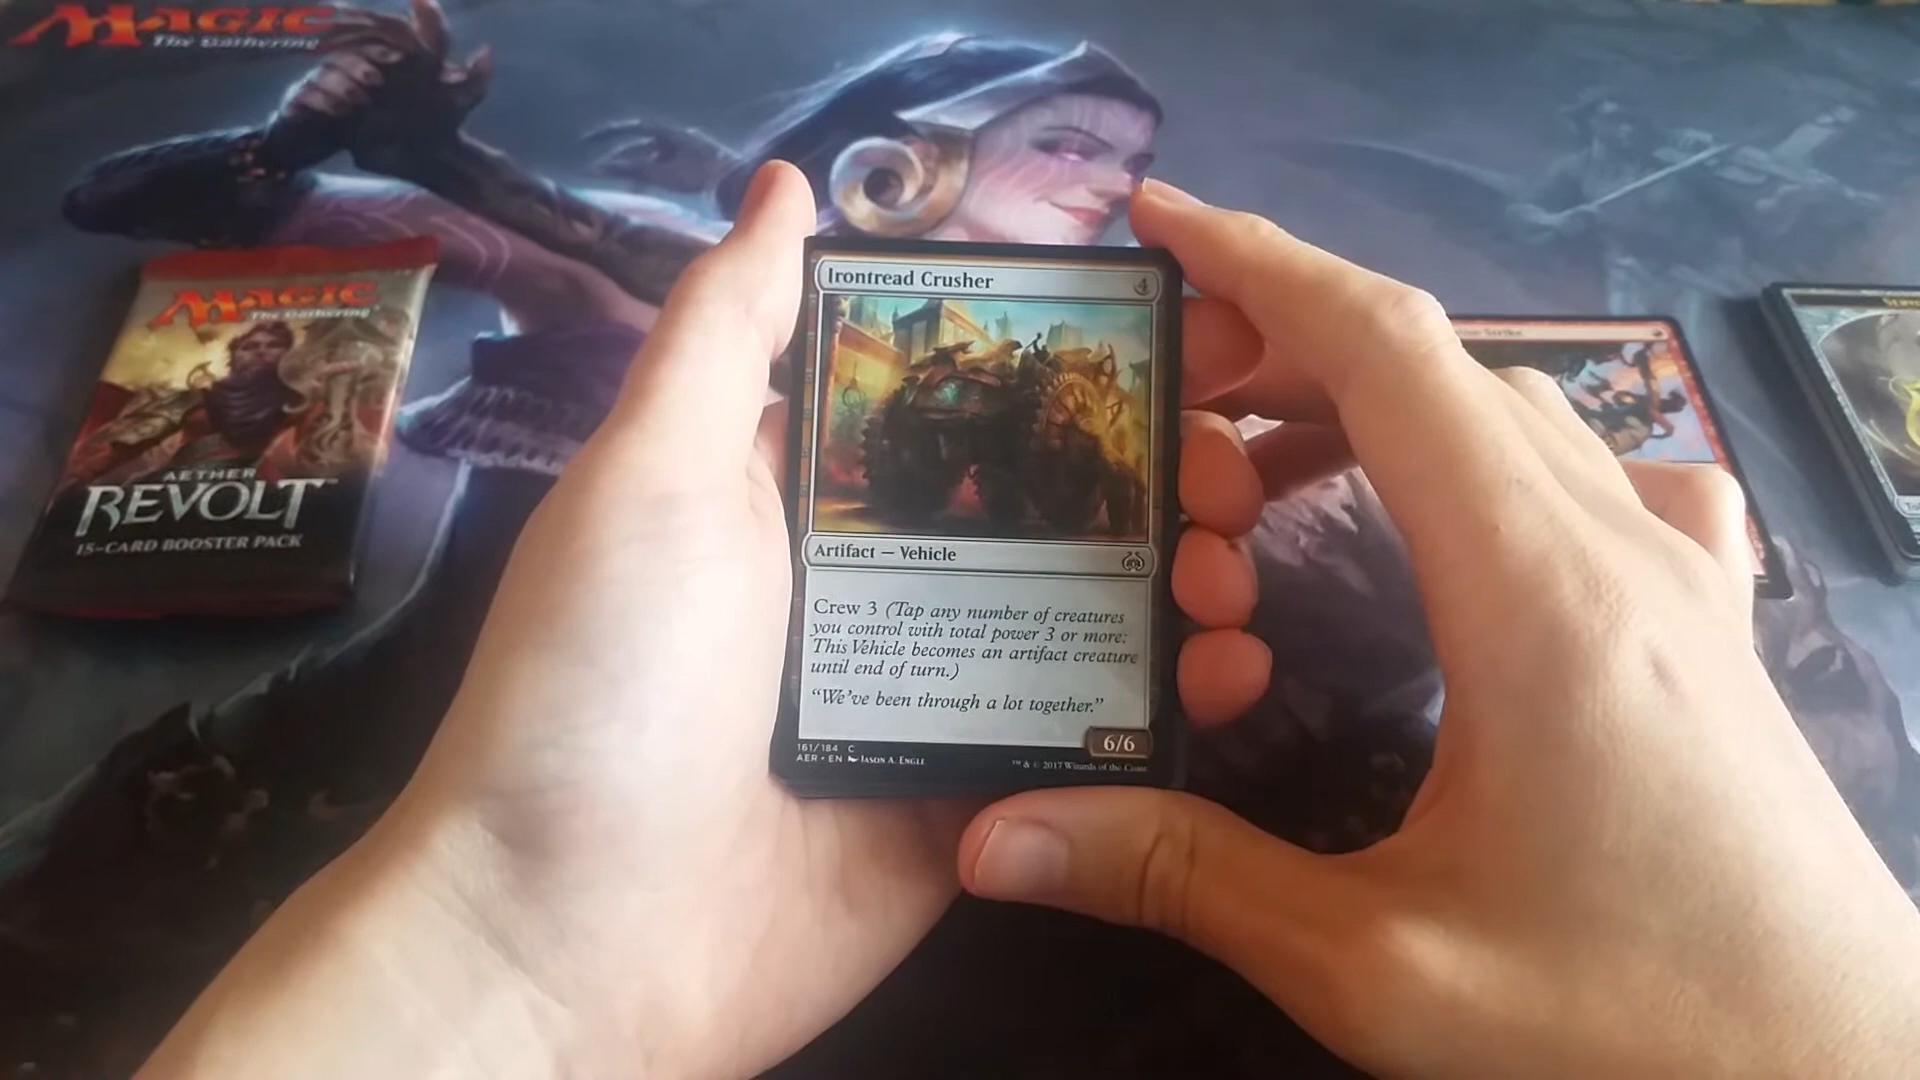 MAGIC
The Gathering
MAGIC
The Gathering
AETHER
REVOLT™
15-CARD BOOSTER PACK
Irontread Crusher
4
Artifact — Vehicle
Crew 3 (Tap any number of creatures
you control with total power 3 or more:
This Vehicle becomes an artifact creature
until end of turn.)
“We’ve been through a lot together.”
6/6
161/184 C
AER • EN JASON A. ENGLE
™ & © 2017 Wizards of the Coast
Strike